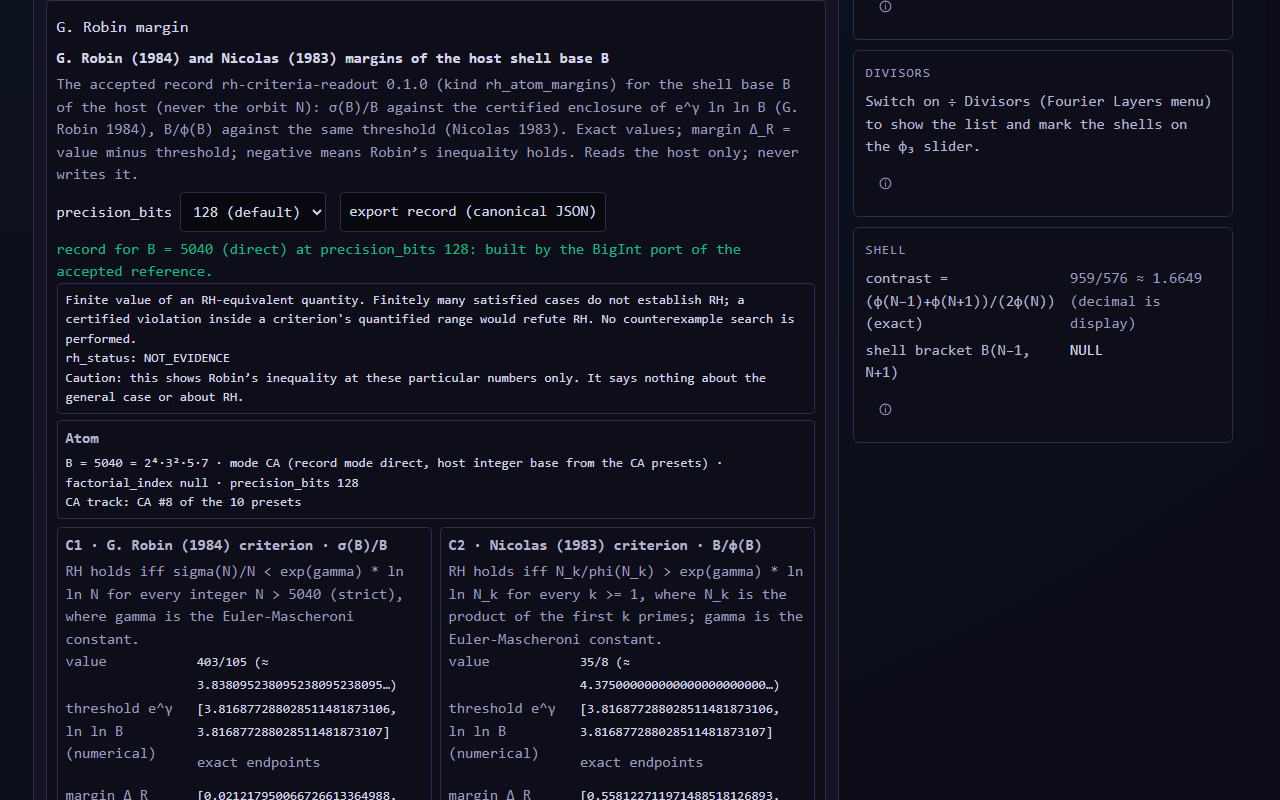 G. Robin margin
G. Robin (1984) and Nicolas (1983) margins of the host shell base B
The accepted record rh-criteria-readout 0.1.0 (kind rh_atom_margins) for the shell base B
of the host (never the orbit N): σ(B)/B against the certified enclosure of e^γ ln ln B (G.
Robin 1984), B/ϕ(B) against the same threshold (Nicolas 1983). Exact values; margin Δ_R =
value minus threshold; negative means Robin’s inequality holds. Reads the host only; never
writes it.
precision_bits 128 (default) export record (canonical JSON)
record for B = 5040 (direct) at precision_bits 128: built by the BigInt port of the
accepted reference.
Finite value of an RH-equivalent quantity. Finitely many satisfied cases do not establish RH; a
certified violation inside a criterion's quantified range would refute RH. No counterexample search is
performed.
rh_status: NOT_EVIDENCE
Caution: this shows Robin’s inequality at these particular numbers only. It says nothing about the
general case or about RH.
Atom
B = 5040 = 2⁴·3²·5·7 · mode CA (record mode direct, host integer base from the CA presets) ·
factorial_index null · precision_bits 128
CA track: CA #8 of the 10 presets
C1 · G. Robin (1984) criterion · σ(B)/B
RH holds iff sigma(N)/N < exp(gamma) * ln
ln N for every integer N > 5040 (strict),
where gamma is the Euler-Mascheroni
constant.
value 403/105 (≈
3.838095238095238095238095…)
threshold e^γ [3.816877288028511481873106,
ln ln B 3.816877288028511481873107]
(numerical)
exact endpoints
margin Δ_R [0.021217950066726613364988,
C2 · Nicolas (1983) criterion · B/ϕ(B)
RH holds iff N_k/phi(N_k) > exp(gamma) * ln
ln N_k for every k >= 1, where N_k is the
product of the first k primes; gamma is the
Euler-Mascheroni constant.
value 35/8 (≈
4.375000000000000000000000…)
threshold e^γ [3.816877288028511481873106,
ln ln B 3.816877288028511481873107]
(numerical)
exact endpoints
margin Δ_R [0.558122711971488518126893,
ⓘ
DIVISORS
Switch on ÷ Divisors (Fourier Layers menu)
to show the list and mark the shells on
the ϕ₃ slider.
ⓘ
SHELL
contrast = 959/576 ≈ 1.6649
(ϕ(N−1)+ϕ(N+1))/(2ϕ(N)) (decimal is
(exact) display)
shell bracket B(N−1, NULL
N+1)
ⓘ